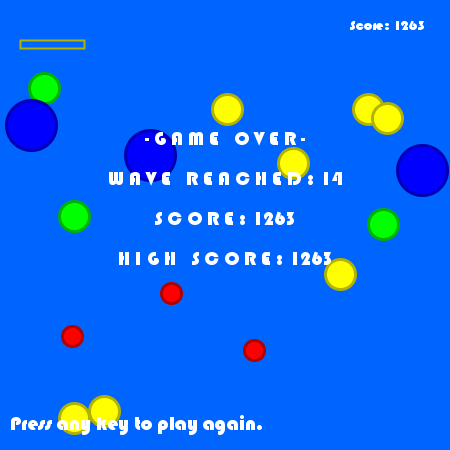 Score: 1263
-GAME OVER-
WAVE REACHED: 14
SCORE: 1263
HIGH SCORE: 1263
Press any key to play again.